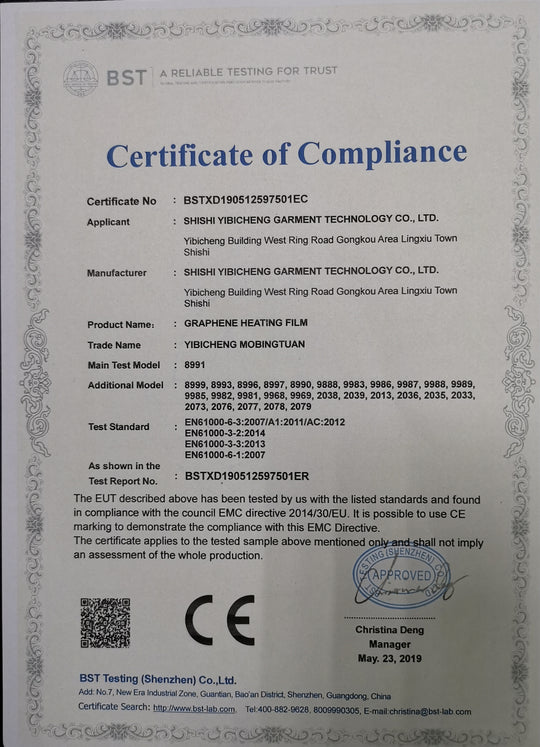 BST
A RELIABLE TESTING FOR TRUST
Certificate of Compliance
Certificate No : BSTXD190512597501EC
Applicant : SHISHI YIBICHENG GARMENT TECHNOLOGY CO., LTD.
Yibicheng Building West Ring Road Gongkou Area Lingxiu Town
Shishi
Manufacturer : SHISHI YIBICHENG GARMENT TECHNOLOGY CO., LTD.
Yibicheng Building West Ring Road Gongkou Area Lingxiu Town
Shishi
Product Name: : GRAPHENE HEATING FILM
Trade Name : YIBICHENG MOBINGTUAN
Main Test Model : 8991
Additional Model : 8999, 8993, 8996, 8997, 8990, 9888, 9983, 9986, 9987, 9988, 9989,
9985, 9982, 9981, 9968, 9969, 2038, 2039, 2013, 2036, 2035, 2033,
2073, 2076, 2077, 2078, 2079
Test Standard : EN61000-6-3:2007/A1:2011/AC:2012
EN61000-3-2:2014
EN61000-3-3:2013
EN61000-6-1:2007
As shown in the
Test Report No. : BSTXD190512597501ER
The EUT described above has been tested by us with the listed standards and found
in compliance with the council EMC directive 2014/30/EU. It is possible to use CE
marking to demonstrate the compliance with this EMC Directive.
The certificate applies to the tested sample above mentioned only and shall not imply
an assessment of the whole production.
TESTING (SHENZHEN) CO
APPROVED
CE
Christina Deng
Manager
May. 23, 2019
BST Testing (Shenzhen) Co.,Ltd.
Add: No.7, New Era Industrial Zone, Guantian, Bao'an District, Shenzhen, Guangdong, China
Certificate Search: http://www.bst-lab.com, Tel:400-882-9628, 8009990305, E-mail:christina@bst-lab.com